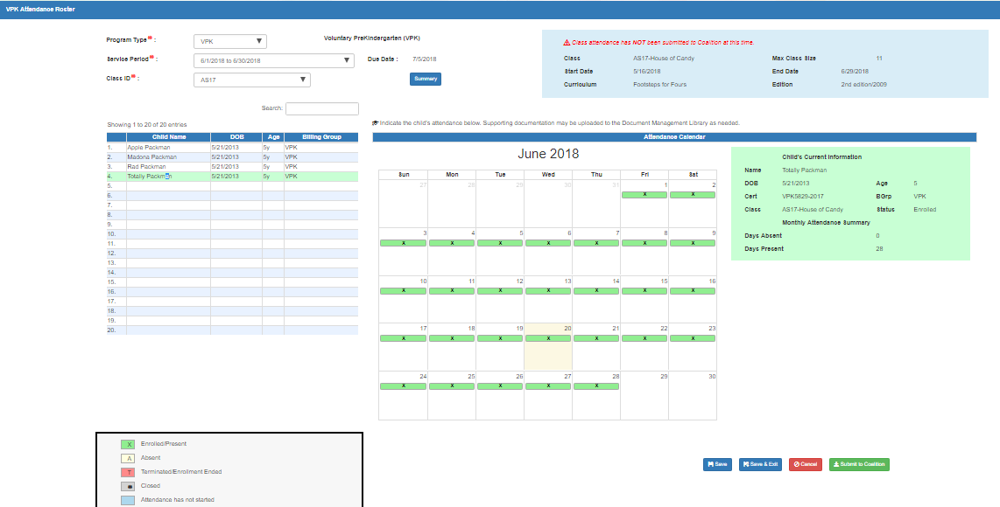 VPK Attendance Roster
Program Type :
VPK
Voluntary PreKindergarten (VPK)
Service Period :
6/1/2018 to 6/30/2018
Due Date :
7/5/2018
Class ID :
AS17
Summary
Class attendance has NOT been submitted to Coalition at this time.
Class AS17-House of Candy Max Class Size 11
Start Date 5/16/2018 End Date 6/29/2018
Curriculum Footsteps for Fours Edition 2nd edition/2009
Search:
Showing 1 to 20 of 20 entries
Child Name DOB Age Billing Group
1. Apple Packman 5/21/2013 5y VPK
2. Madona Packman 5/21/2013 5y VPK
3. Rad Packman 5/21/2013 5y VPK
4. Totally Packman 5/21/2013 5y VPK
5.
6.
7.
8.
9.
10.
11.
12.
13.
14.
15.
16.
17.
18.
19.
20.
Indicate the child's attendance below. Supporting documentation may be uploaded to the Document Management Library as needed.
Attendance Calendar
June 2018
Sun Mon Tue Wed Thu Fri Sat
27 28 29 30 31 1 2
X X
3 4 5 6 7 8 9
X X X X X X X
10 11 12 13 14 15 16
X X X X X X X
17 18 19 20 21 22 23
X X X X X X X
24 25 26 27 28 29 30
X X X X X
Child's Current Information
Name Totally Packman
DOB 5/21/2013 Age 5
Cert VPK5829-2017 BGrp VPK
Class AS17-House of Candy Status Enrolled
Monthly Attendance Summary
Days Absent 0
Days Present 28
X Enrolled/Present
A Absent
T Terminated/Enrollment Ended
Closed
Attendance has not started
Save
Save & Exit
Cancel
Submit to Coalition